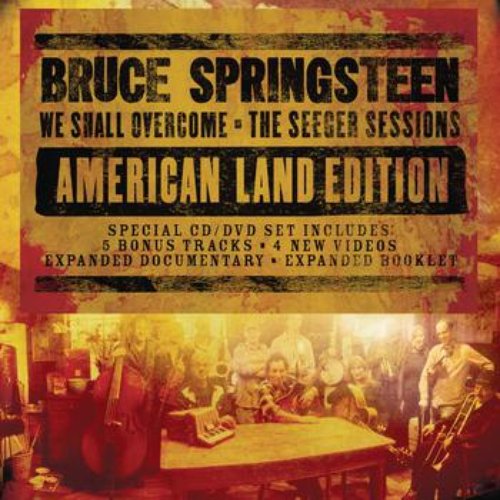 BRUCE SPRINGSTEEN
WE SHALL OVERCOME - THE SEEGER SESSIONS
AMERICAN LAND EDITION
SPECIAL CD/DVD SET INCLUDES:
5 BONUS TRACKS • 4 NEW VIDEOS
EXPANDED DOCUMENTARY • EXPANDED BOOKLET